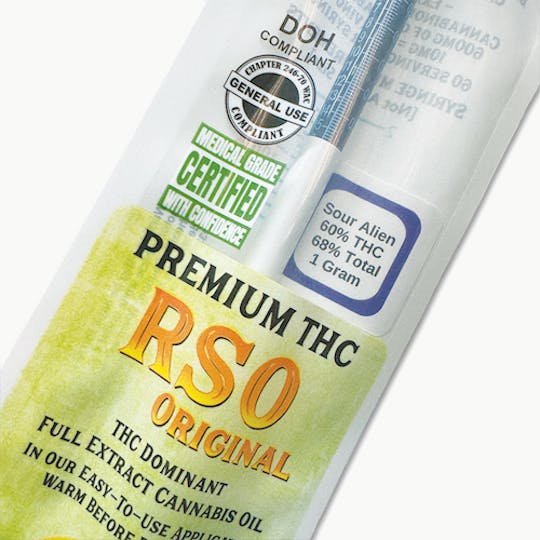 DOH
COMPLIANT
CHAPTER 246-70 WAC
GENERAL USE
COMPLIANT
MEDICAL GRADE
CERTIFIED
WITH CONFIDENCE
Sour Alien
60% THC
68% Total
1 Gram
PREMIUM THC
RSO
ORIGINAL
THC DOMINANT
FULL EXTRACT CANNABIS OIL
IN OUR EASY-TO-USE
WARM BEFORE